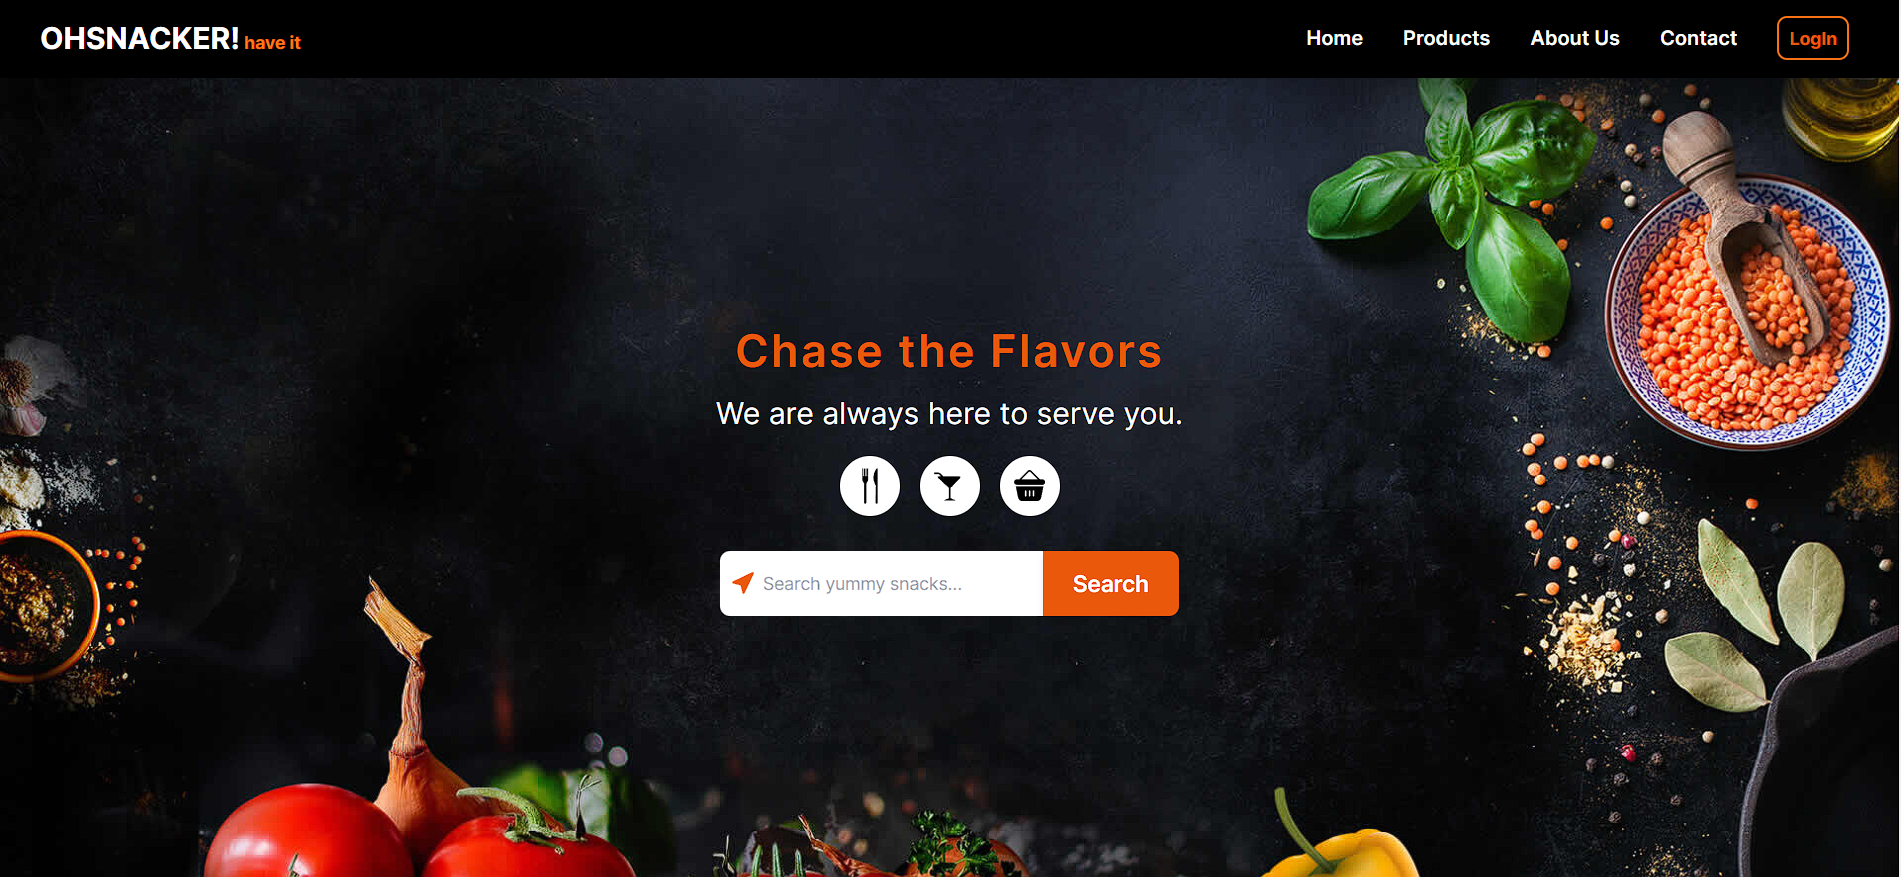 OHSNACKER! have it
Home Products About Us Contact LogIn
Chase the Flavors
We are always here to serve you.
Search yummy snacks...
Search